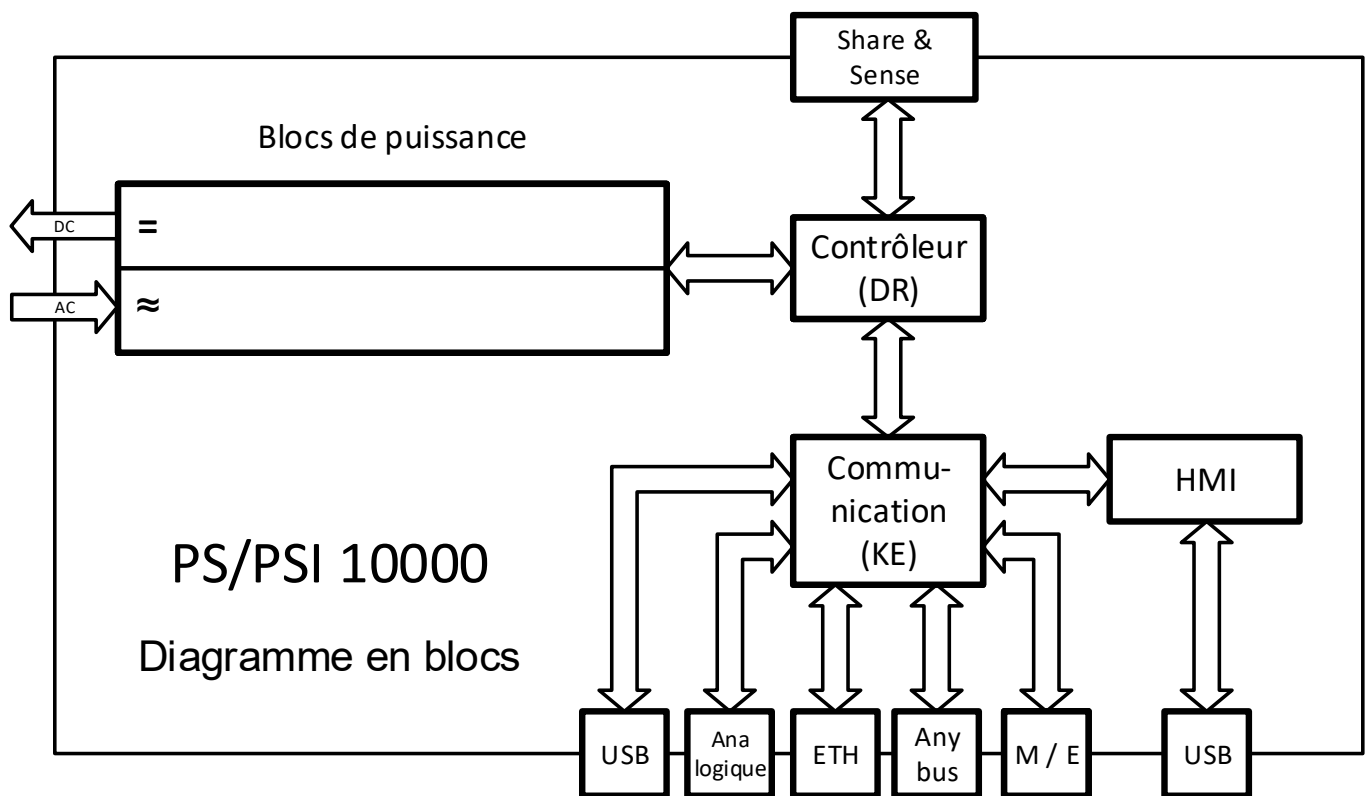 Share &
Sense
Blocs de puissance
DC
=
Contrôleur
(DR)
AC
≈
Commu-
nication
(KE)
HMI
PS/PSI 10000
Diagramme en blocs
USB
Ana
logique
ETH
Any
bus
M / E
USB